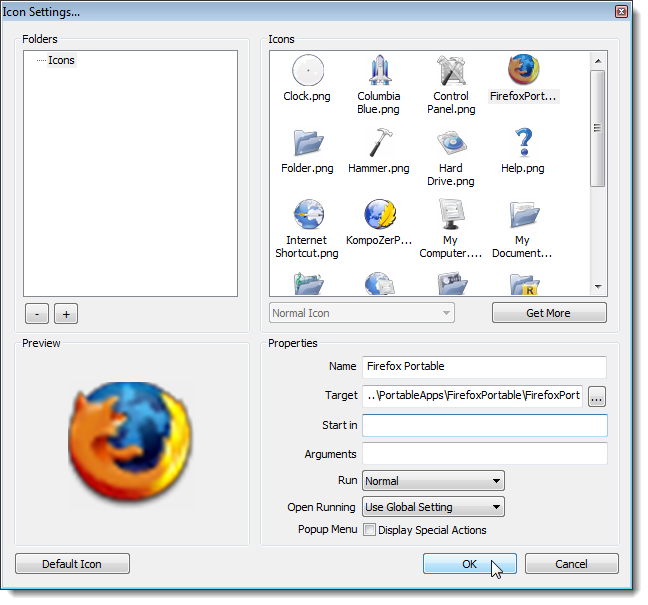 Icon Settings...
Folders
Icons
Icons
Clock.png
Columbia
Blue.png
Control
Panel.png
FirefoxPort...
Folder.png
Hammer.png
Hard
Drive.png
Help.png
Internet
Shortcut.png
KompoZerP...
My
Computer....
My
Document...
R
- +
Normal Icon
Get More
Preview
Properties
Name Firefox Portable
Target ..\PortableApps\FirefoxPortable\FirefoxPort ...
Start in
Arguments
Run Normal
Open Running Use Global Setting
Popup Menu Display Special Actions
Default Icon
OK
Cancel